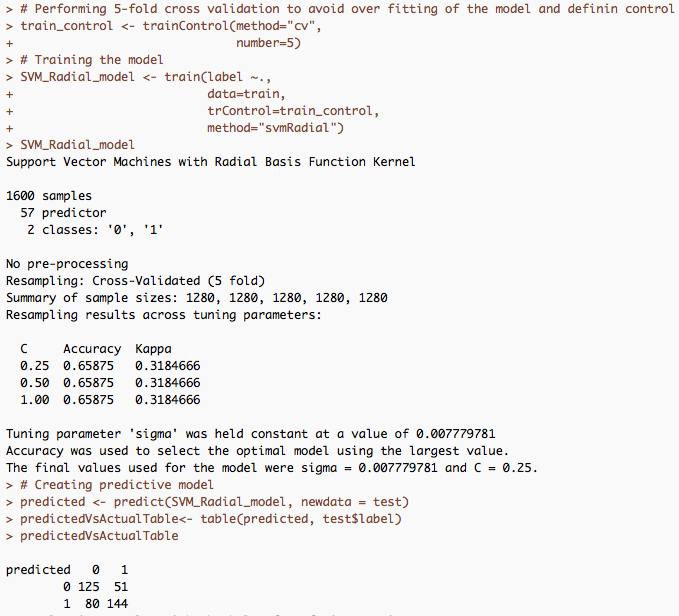 > # Performing 5-fold cross validation to avoid over fitting of the model and definin control
> train_control <- trainControl(method="cv",
+                               number=5)
> # Training the model
> SVM_Radial_model <- train(label ~.,
+                           data=train,
+                           trControl=train_control,
+                           method="svmRadial")
> SVM_Radial_model
Support Vector Machines with Radial Basis Function Kernel

1600 samples
  57 predictor
   2 classes: '0', '1'

No pre-processing
Resampling: Cross-Validated (5 fold)
Summary of sample sizes: 1280, 1280, 1280, 1280, 1280
Resampling results across tuning parameters:

  C     Accuracy  Kappa
  0.25  0.65875   0.3184666
  0.50  0.65875   0.3184666
  1.00  0.65875   0.3184666

Tuning parameter 'sigma' was held constant at a value of 0.007779781
Accuracy was used to select the optimal model using the largest value.
The final values used for the model were sigma = 0.007779781 and C = 0.25.
> # Creating predictive model
> predicted <- predict(SVM_Radial_model, newdata = test)
> predictedVsActualTable<- table(predicted, test$label)
> predictedVsActualTable

predicted   0   1
        0 125  51
        1  80 144